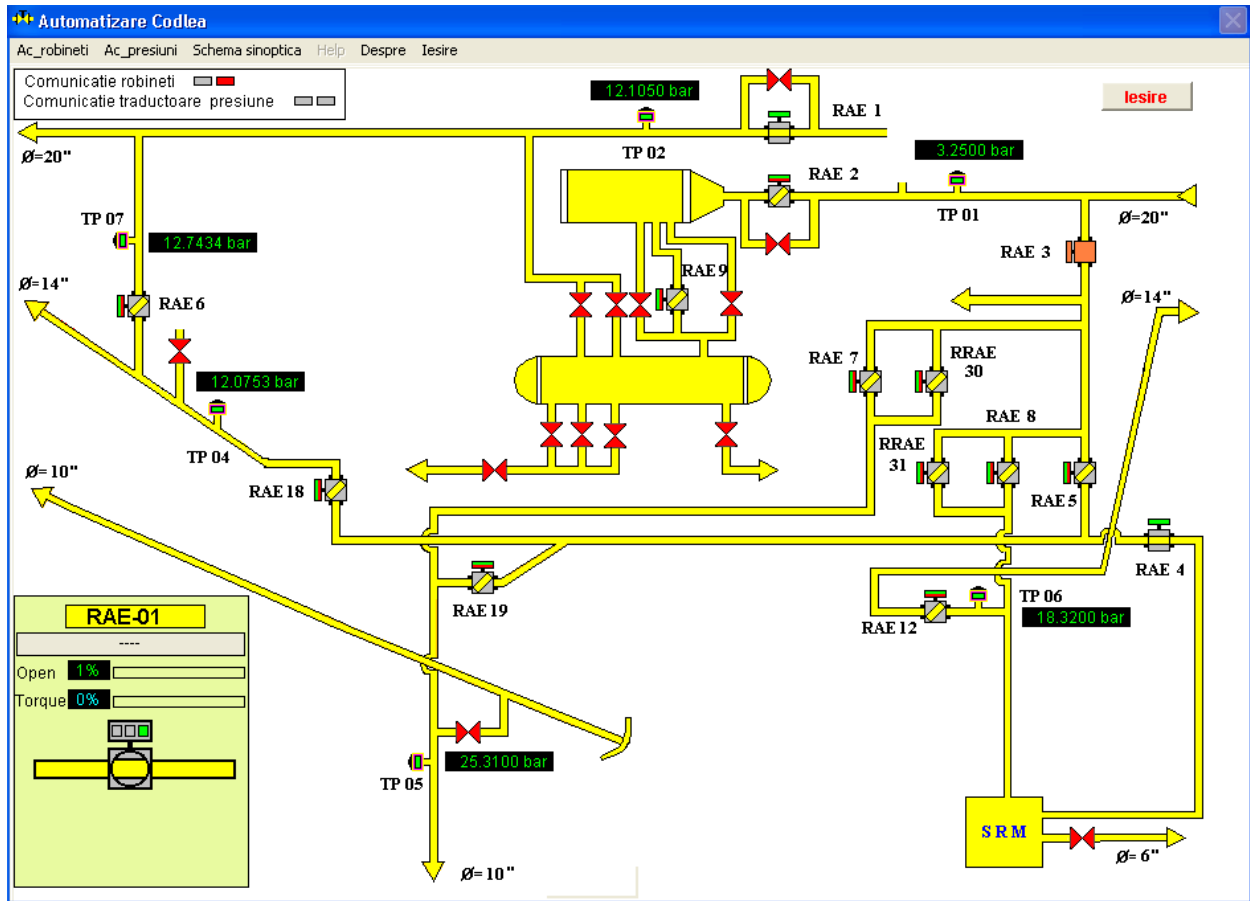 Automatizare Codlea
Ac_robineti Ac_presiuni Schema sinoptica Help Despre Iesire
Comunicatie robineti
Comunicatie traductoare presiune
12.1050 bar
Iesire
RAE 1
Ø=20"
TP 02
3.2500 bar
RAE 2
TP 01
Ø=20"
TP 07
12.7434 bar
RAE 3
RAE 9
Ø=14"
RAE 6
Ø=14"
RAE 7
RRAE
30
12.0753 bar
RAE 8
TP 04
RRAE
31
Ø=10"
RAE 18
RAE 5
RAE 4
RAE 19
TP 06
RAE 12
18.3200 bar
RAE-01
----
Open 1%
Torque 0%
25.3100 bar
TP 05
SRM
Ø=6"
Ø=10"